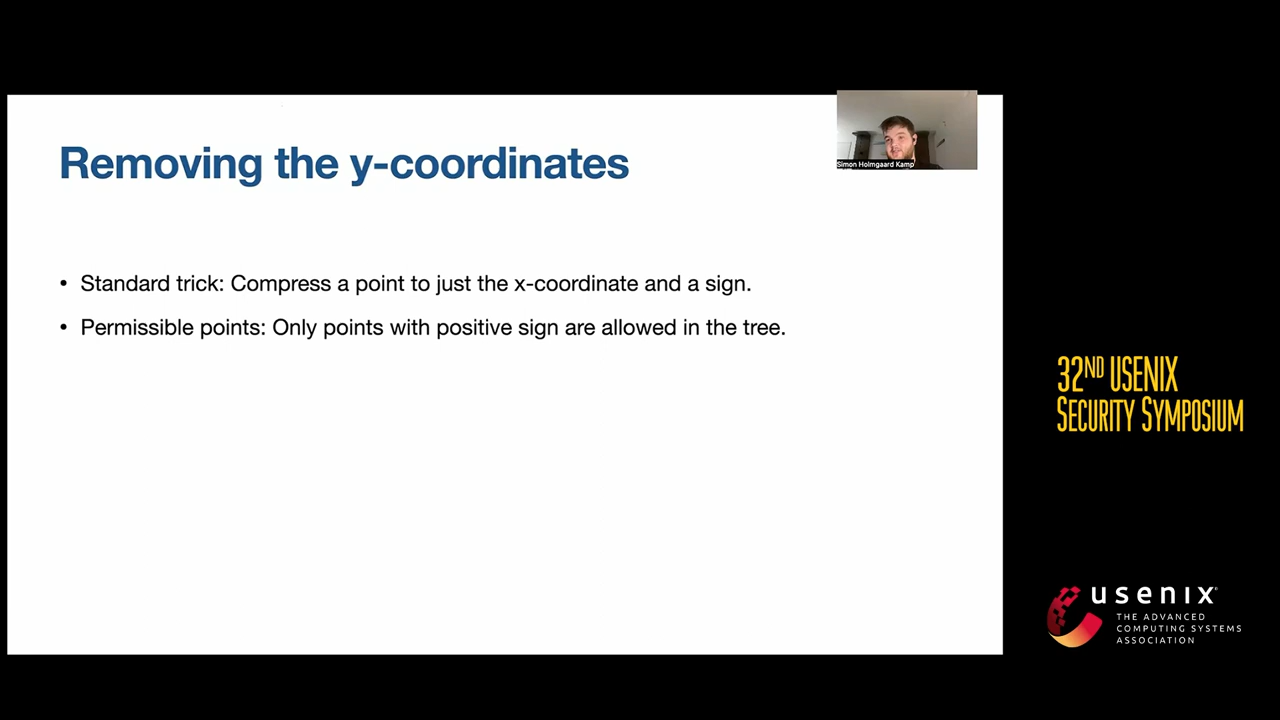 Removing the y-coordinates
Simon Holmgaard Kamp
• Standard trick: Compress a point to just the x-coordinate and a sign.
• Permissible points: Only points with positive sign are allowed in the tree.
32ND USENIX
SECURITY SYMPOSIUM
usenix
THE ADVANCED
COMPUTING SYSTEMS
ASSOCIATION